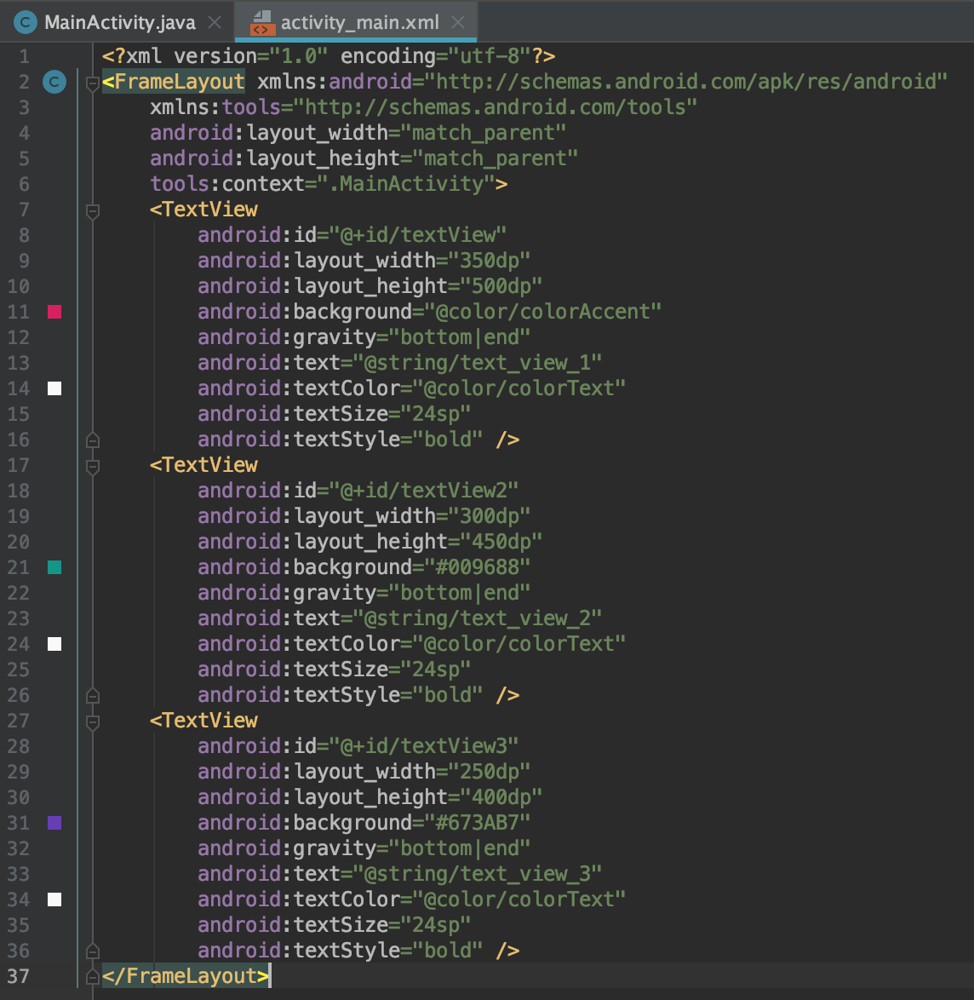 MainActivity.java activity_main.xml
1 <?xml version="1.0" encoding="utf-8"?>
2 <FrameLayout xmlns:android="http://schemas.android.com/apk/res/android"
3 xmlns:tools="http://schemas.android.com/tools"
4 android:layout_width="match_parent"
5 android:layout_height="match_parent"
6 tools:context=".MainActivity">
7 <TextView
8 android:id="@+id/textView"
9 android:layout_width="350dp"
10 android:layout_height="500dp"
11 android:background="@color/colorAccent"
12 android:gravity="bottom|end"
13 android:text="@string/text_view_1"
14 android:textColor="@color/colorText"
15 android:textSize="24sp"
16 android:textStyle="bold" />
17 <TextView
18 android:id="@+id/textView2"
19 android:layout_width="300dp"
20 android:layout_height="450dp"
21 android:background="#009688"
22 android:gravity="bottom|end"
23 android:text="@string/text_view_2"
24 android:textColor="@color/colorText"
25 android:textSize="24sp"
26 android:textStyle="bold" />
27 <TextView
28 android:id="@+id/textView3"
29 android:layout_width="250dp"
30 android:layout_height="400dp"
31 android:background="#673AB7"
32 android:gravity="bottom|end"
33 android:text="@string/text_view_3"
34 android:textColor="@color/colorText"
35 android:textSize="24sp"
36 android:textStyle="bold" />
37 </FrameLayout>